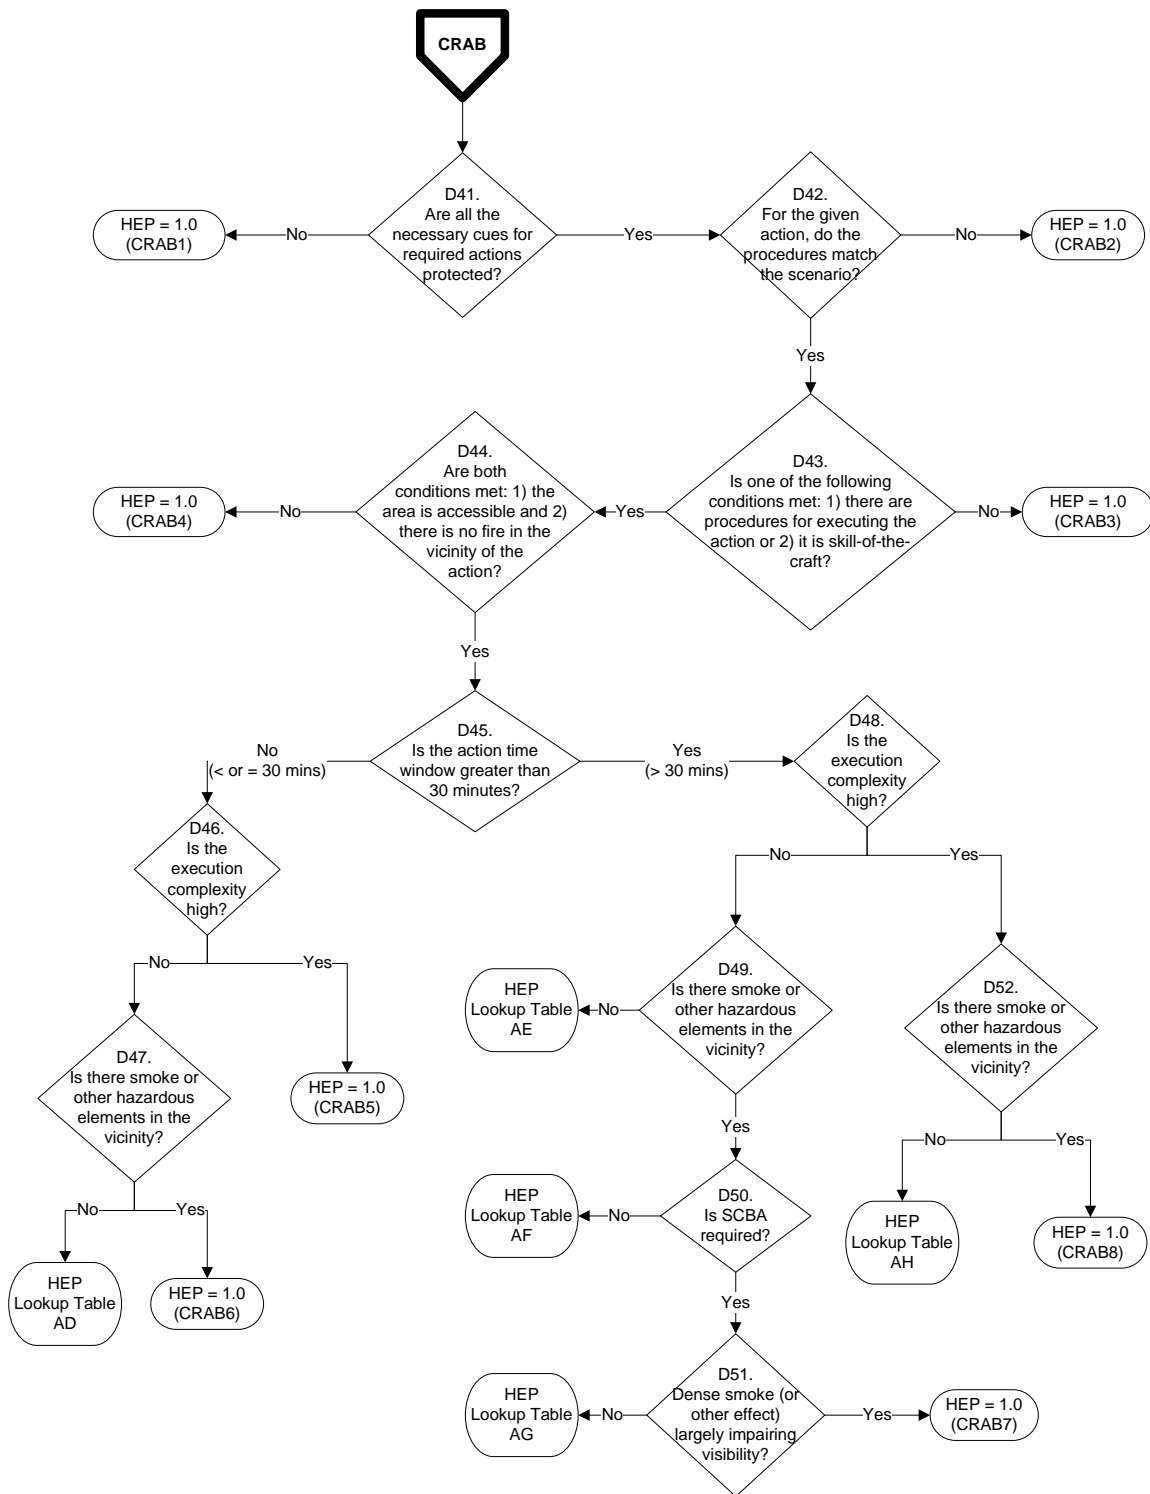 CRAB
D41.
Are all the
necessary cues for
required actions
protected?
D42.
For the given
action, do the
procedures match
the scenario?
HEP = 1.0
(CRAB1)
No
Yes
No
HEP = 1.0
(CRAB2)
Yes
D44.
Are both
conditions met: 1) the
area is accessible and 2)
there is no fire in the
vicinity of the
action?
D43.
Is one of the following
conditions met: 1) there are
procedures for executing the
action or 2) it is skill-of-the-
craft?
HEP = 1.0
(CRAB4)
No
Yes
No
HEP = 1.0
(CRAB3)
Yes
D45.
Is the action time
window greater than
30 minutes?
No
(< or = 30 mins)
Yes
(> 30 mins)
D48.
Is the
execution
complexity
high?
D46.
Is the
execution
complexity
high?
No
Yes
No
Yes
D49.
Is there smoke or
other hazardous
elements in the
vicinity?
HEP
Lookup Table
AE
No
D52.
Is there smoke or
other hazardous
elements in the
vicinity?
D47.
Is there smoke or
other hazardous
elements in the
vicinity?
HEP = 1.0
(CRAB5)
Yes
No
Yes
No
Yes
D50.
Is SCBA
required?
HEP
Lookup Table
AF
No
HEP
Lookup Table
AH
HEP = 1.0
(CRAB8)
HEP
Lookup Table
AD
HEP = 1.0
(CRAB6)
Yes
D51.
Dense smoke (or
other effect)
largely impairing
visibility?
HEP
Lookup Table
AG
No
Yes
HEP = 1.0
(CRAB7)